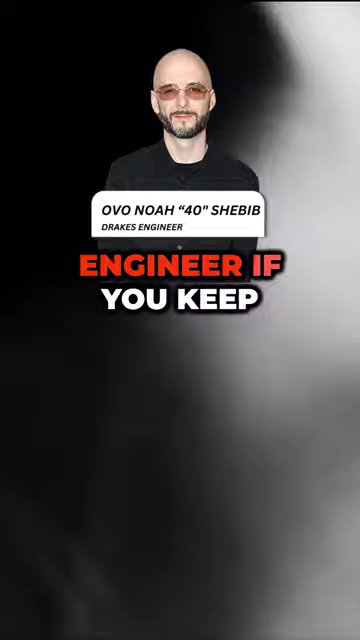 OVO NOAH “40" SHEBIB
DRAKES ENGINEER
ENGINEER IF
YOU KEEP